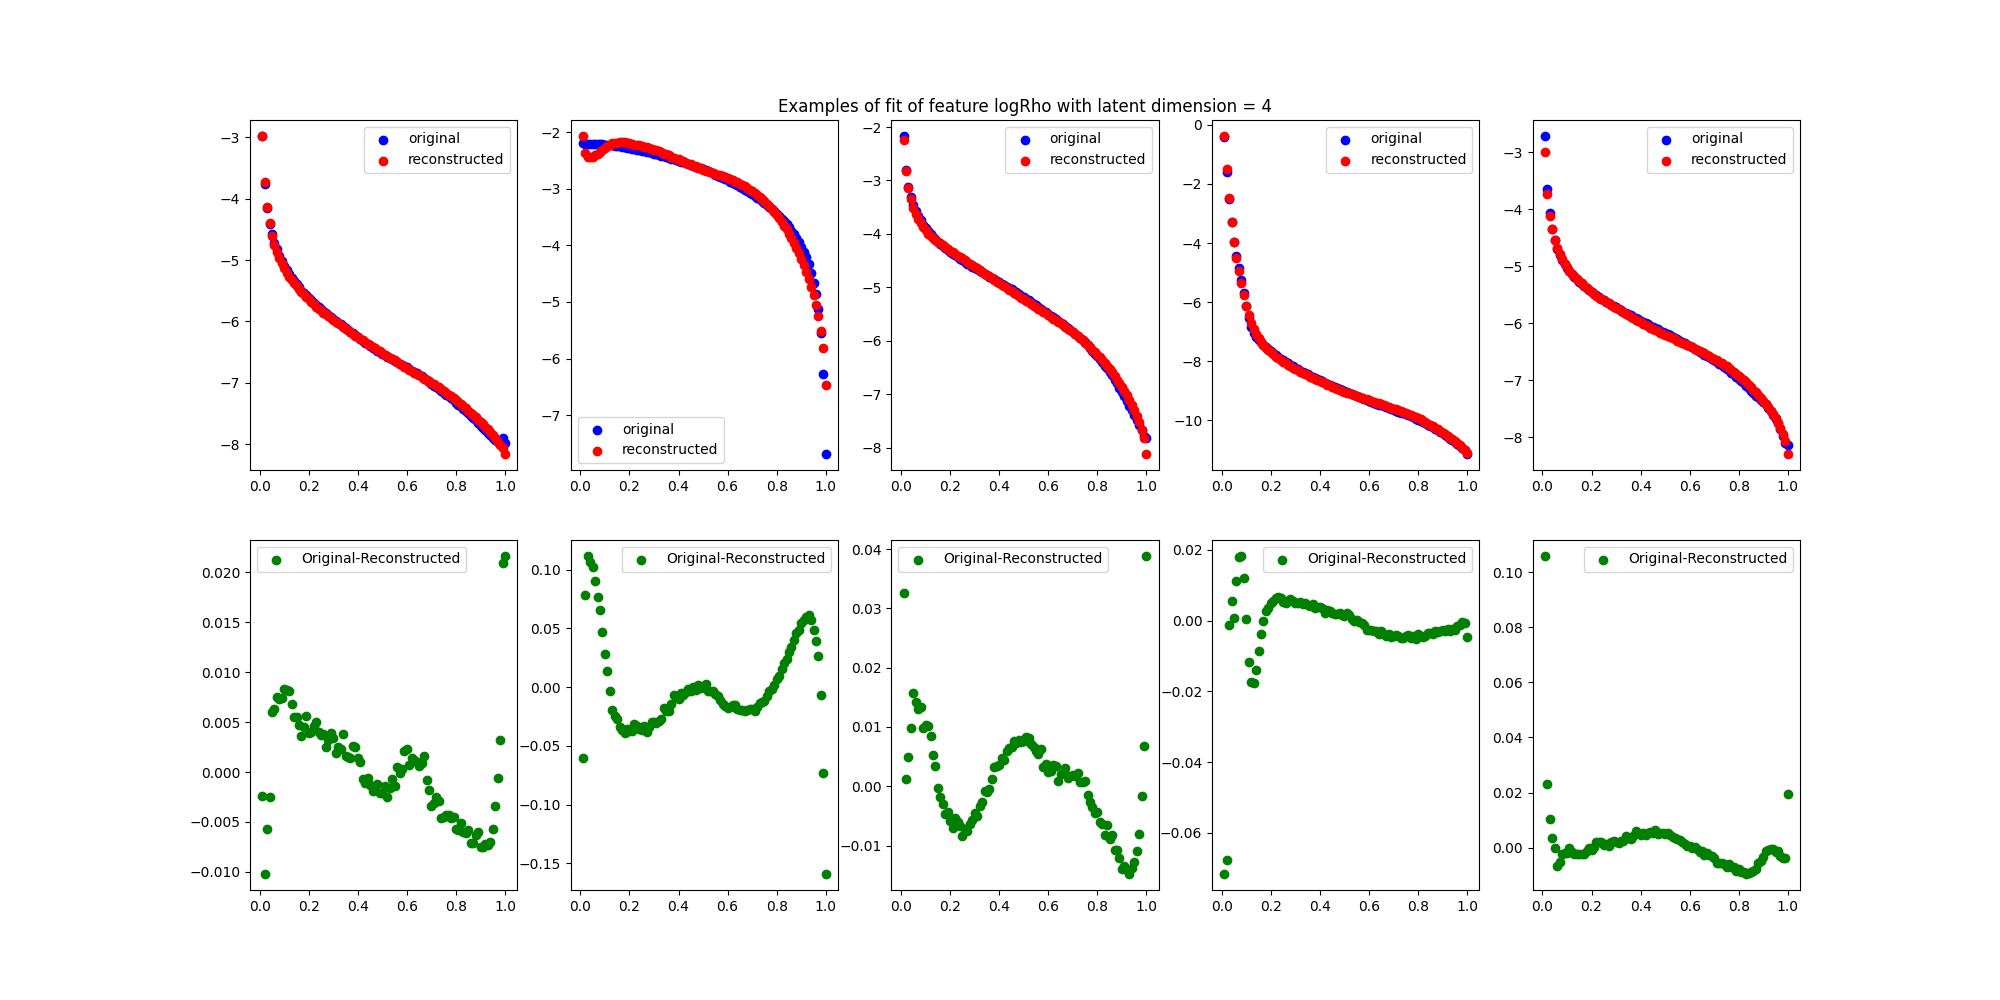 Examples of fit of feature logRho with latent dimension = 4
original
reconstructed
−3
−4
−5
−6
−7
−8
0.0 0.2 0.4 0.6 0.8 1.0
original
reconstructed
−2
−3
−4
−5
−6
−7
0.0 0.2 0.4 0.6 0.8 1.0
original
reconstructed
−2
−3
−4
−5
−6
−7
−8
0.0 0.2 0.4 0.6 0.8 1.0
original
reconstructed
0
−2
−4
−6
−8
−10
0.0 0.2 0.4 0.6 0.8 1.0
original
reconstructed
−3
−4
−5
−6
−7
−8
0.0 0.2 0.4 0.6 0.8 1.0
Original-Reconstructed
0.020
0.015
0.010
0.005
0.000
−0.005
−0.010
0.0 0.2 0.4 0.6 0.8 1.0
Original-Reconstructed
0.10
0.05
0.00
−0.05
−0.10
−0.15
0.0 0.2 0.4 0.6 0.8 1.0
Original-Reconstructed
0.04
0.03
0.02
0.01
0.00
−0.01
0.0 0.2 0.4 0.6 0.8 1.0
Original-Reconstructed
0.02
0.00
−0.02
−0.04
−0.06
0.0 0.2 0.4 0.6 0.8 1.0
Original-Reconstructed
0.10
0.08
0.06
0.04
0.02
0.00
0.0 0.2 0.4 0.6 0.8 1.0